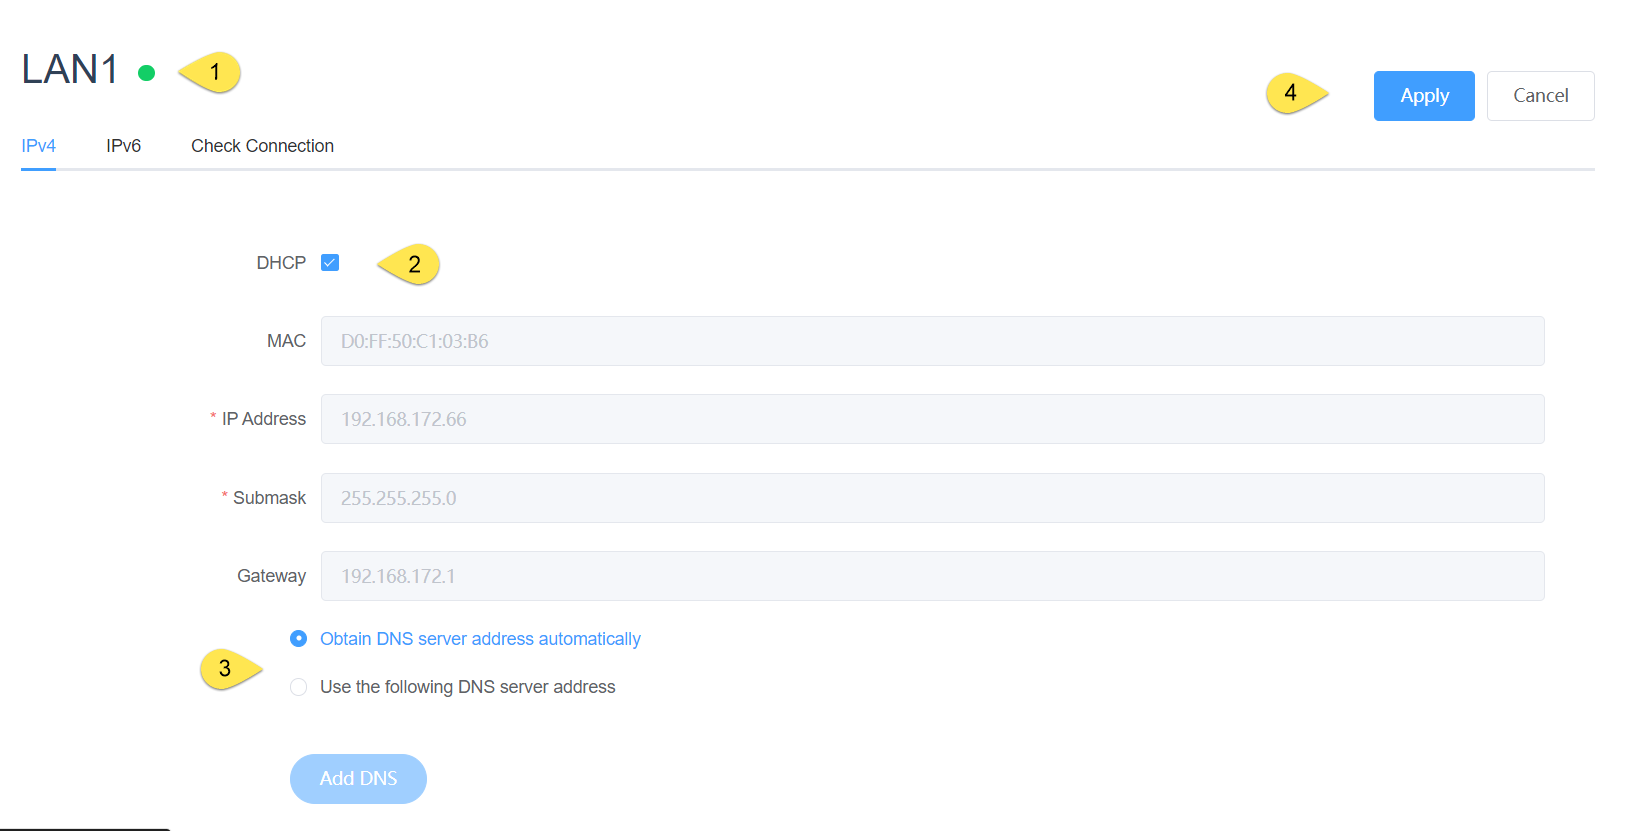 LAN1
1
4
Apply
Cancel
IPv4
IPv6
Check Connection
DHCP
2
MAC
D0:FF:50:C1:03:B6
* IP Address
192.168.172.66
* Submask
255.255.255.0
Gateway
192.168.172.1
Obtain DNS server address automatically
3
Use the following DNS server address
Add DNS